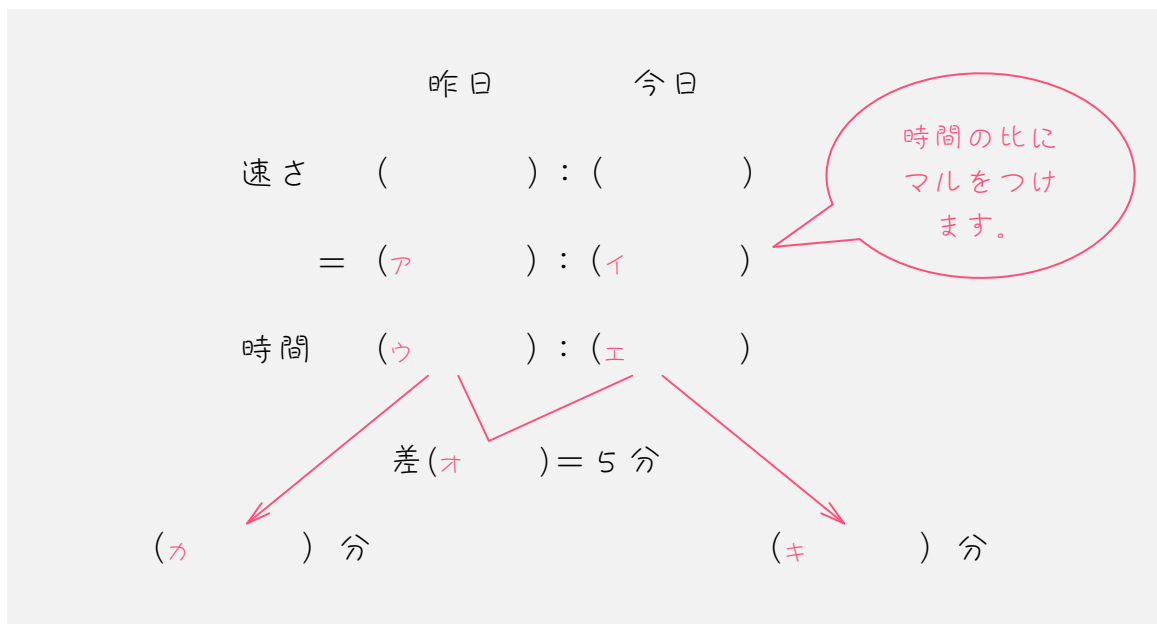 昨日 今日
速さ ( ) : ( )
= (ア ) : (イ )
時間 (ウ ) : (エ )
差(オ )=5分
(カ ) 分 (キ ) 分
時間の比に
マルをつけ
ます。